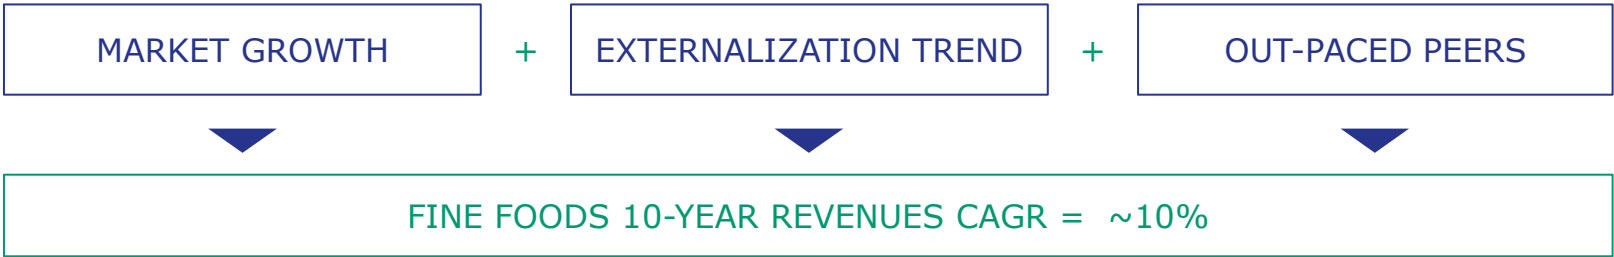 MARKET GROWTH + EXTERNALIZATION TREND + OUT-PACED PEERS
FINE FOODS 10-YEAR REVENUES CAGR = ~10%